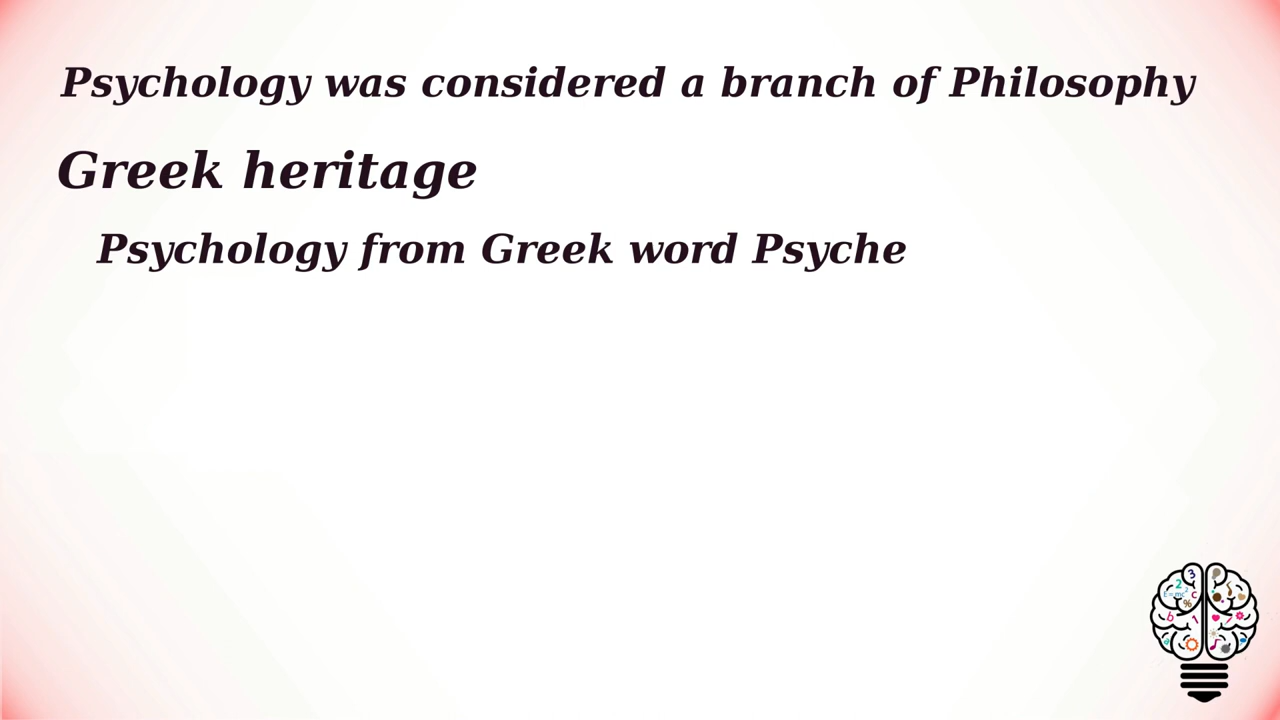 Psychology was considered a branch of Philosophy
Greek heritage
Psychology from Greek word Psyche